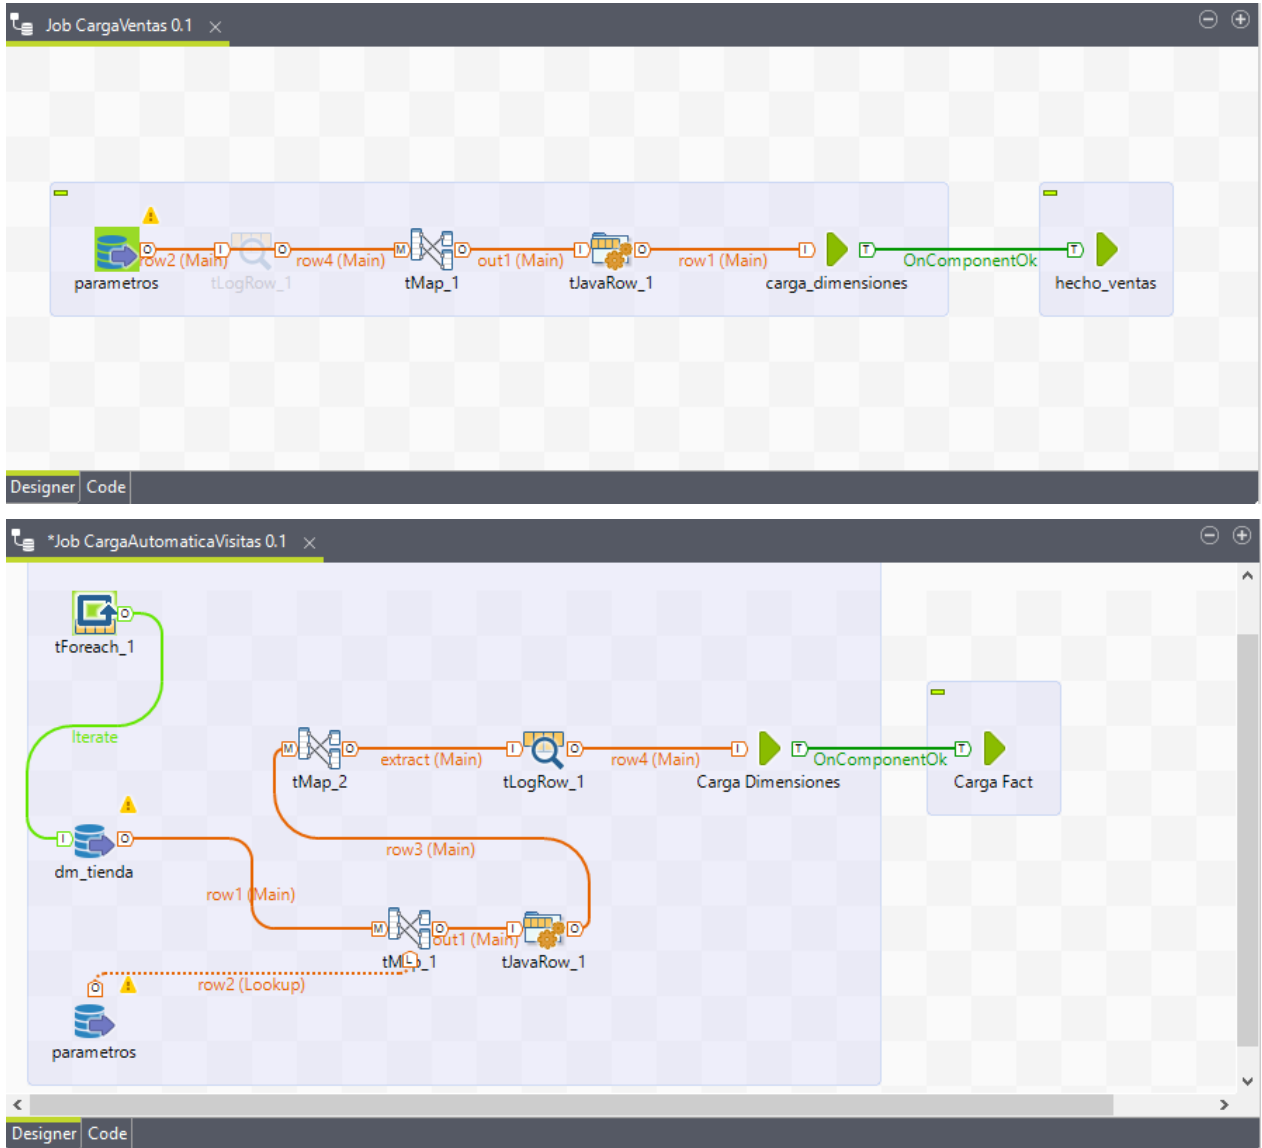 Job CargaVentas 0.1
row2 (Main)
row4 (Main)
out1 (Main)
row1 (Main)
OnComponentOk
parametros
tLogRow_1
tMap_1
tJavaRow_1
carga_dimensiones
hecho_ventas
Designer Code
*Job CargaAutomaticaVisitas 0.1
tForeach_1
Iterate
extract (Main)
row4 (Main)
OnComponentOk
tMap_2
tLogRow_1
Carga Dimensiones
Carga Fact
row3 (Main)
dm_tienda
row1 (Main)
out1 (Main)
tMap_1
tJavaRow_1
row2 (Lookup)
parametros
Designer Code